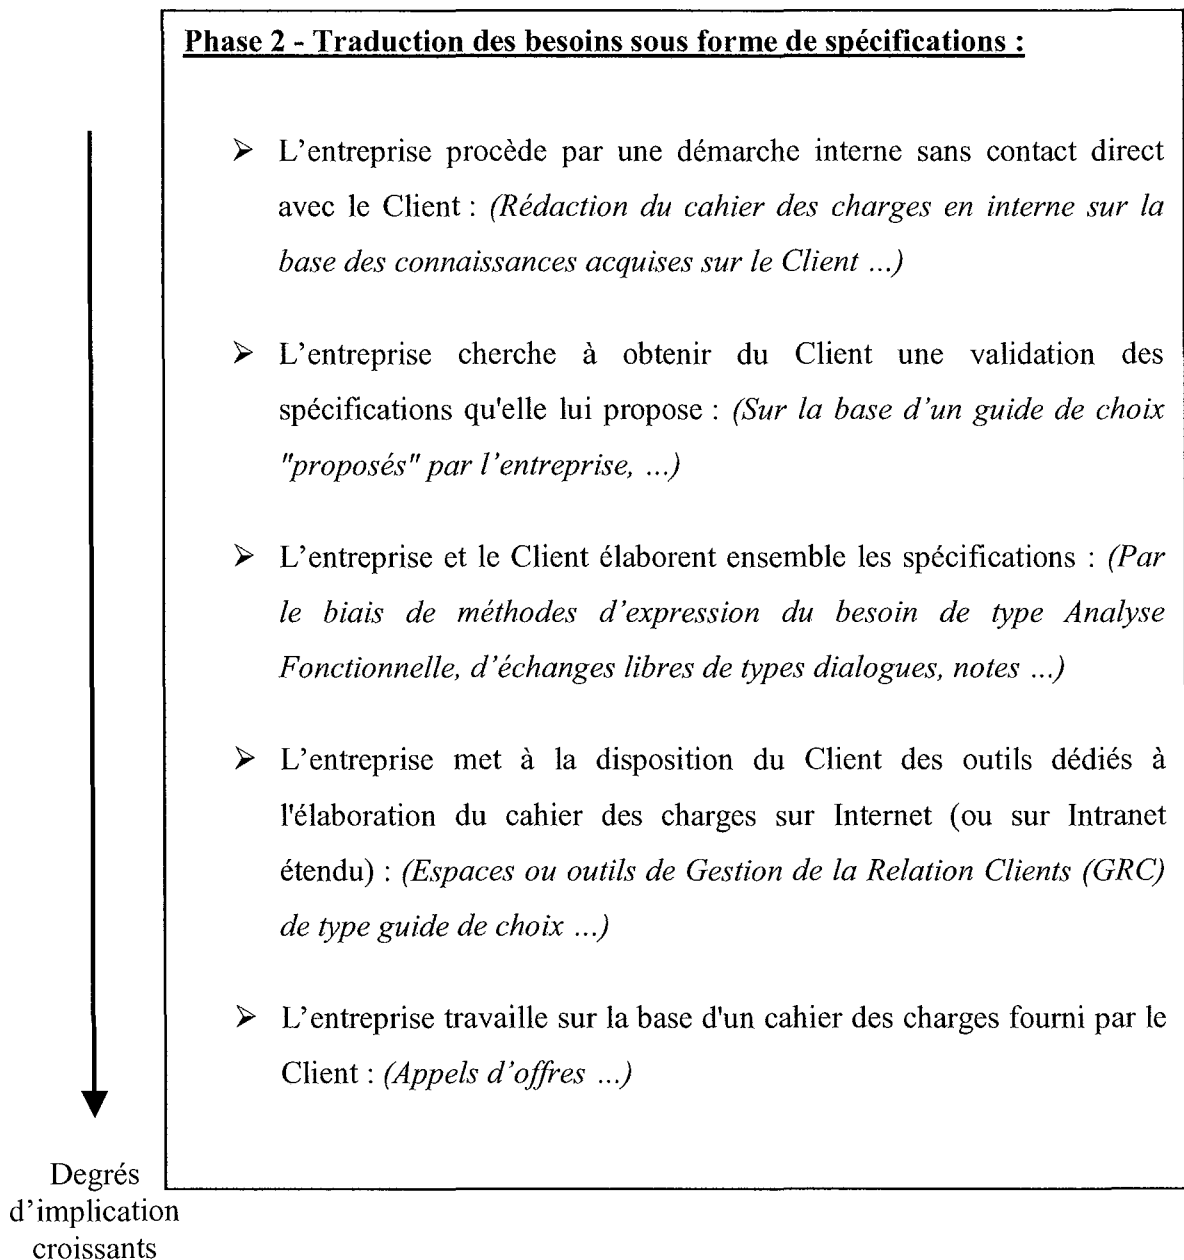 Phase 2 - Traduction des besoins sous forme de spécifications :
➤ L'entreprise procède par une démarche interne sans contact direct
avec le Client : (Rédaction du cahier des charges en interne sur la
base des connaissances acquises sur le Client ...)
➤ L'entreprise cherche à obtenir du Client une validation des
spécifications qu'elle lui propose : (Sur la base d'un guide de choix
"proposés" par l'entreprise, ...)
➤ L'entreprise et le Client élaborent ensemble les spécifications : (Par
le biais de méthodes d'expression du besoin de type Analyse
Fonctionnelle, d'échanges libres de types dialogues, notes ...)
➤ L'entreprise met à la disposition du Client des outils dédiés à
l'élaboration du cahier des charges sur Internet (ou sur Intranet
étendu) : (Espaces ou outils de Gestion de la Relation Clients (GRC)
de type guide de choix ...)
➤ L'entreprise travaille sur la base d'un cahier des charges fourni par le
Client : (Appels d'offres ...)
Degrés
d'implication
croissants